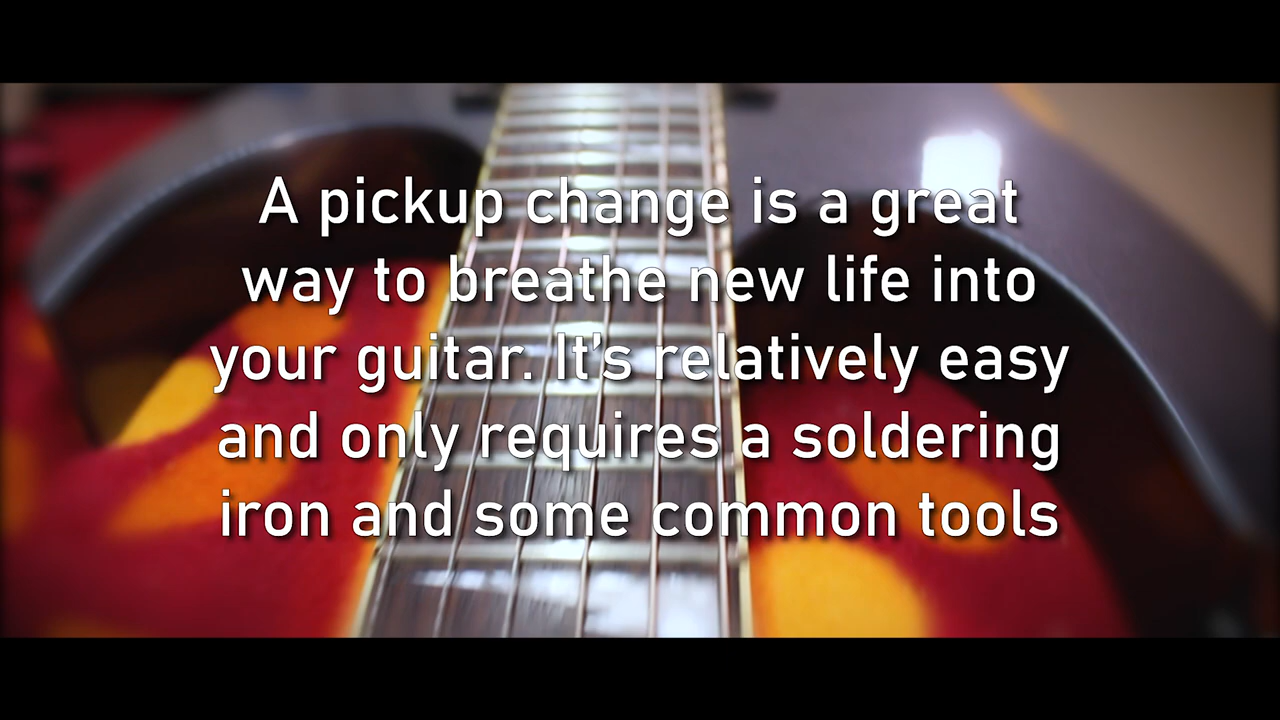 A pickup change is a great
way to breathe new life into
your guitar. It’s relatively easy
and only requires a soldering
iron and some common tools